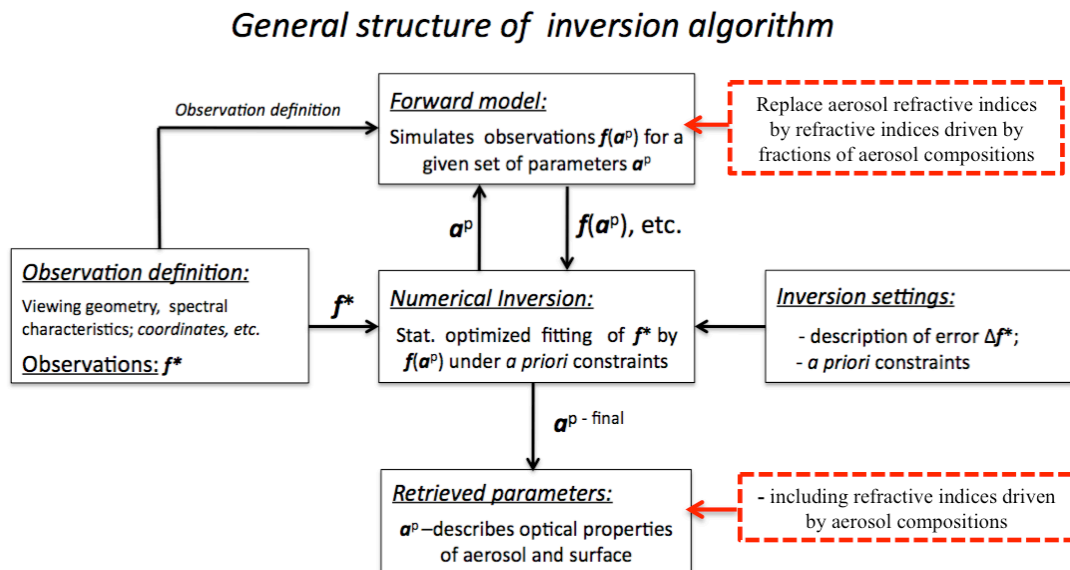 General structure of inversion algorithm
Observation definition
Forward model:
Simulates observations f(aᵖ) for a
given set of parameters aᵖ
Replace aerosol refractive indices
by refractive indices driven by
fractions of aerosol compositions
aᵖ
f(aᵖ), etc.
Observation definition:
Viewing geometry, spectral
characteristics; coordinates, etc.
Observations: f*
f*
Numerical Inversion:
Stat. optimized fitting of f* by
f(aᵖ) under a priori constraints
Inversion settings:
- description of error Δf*;
- a priori constraints
aᵖ ⁻ ᶠⁱⁿᵃˡ
Retrieved parameters:
aᵖ –describes optical properties
of aerosol and surface
- including refractive indices driven
by aerosol compositions